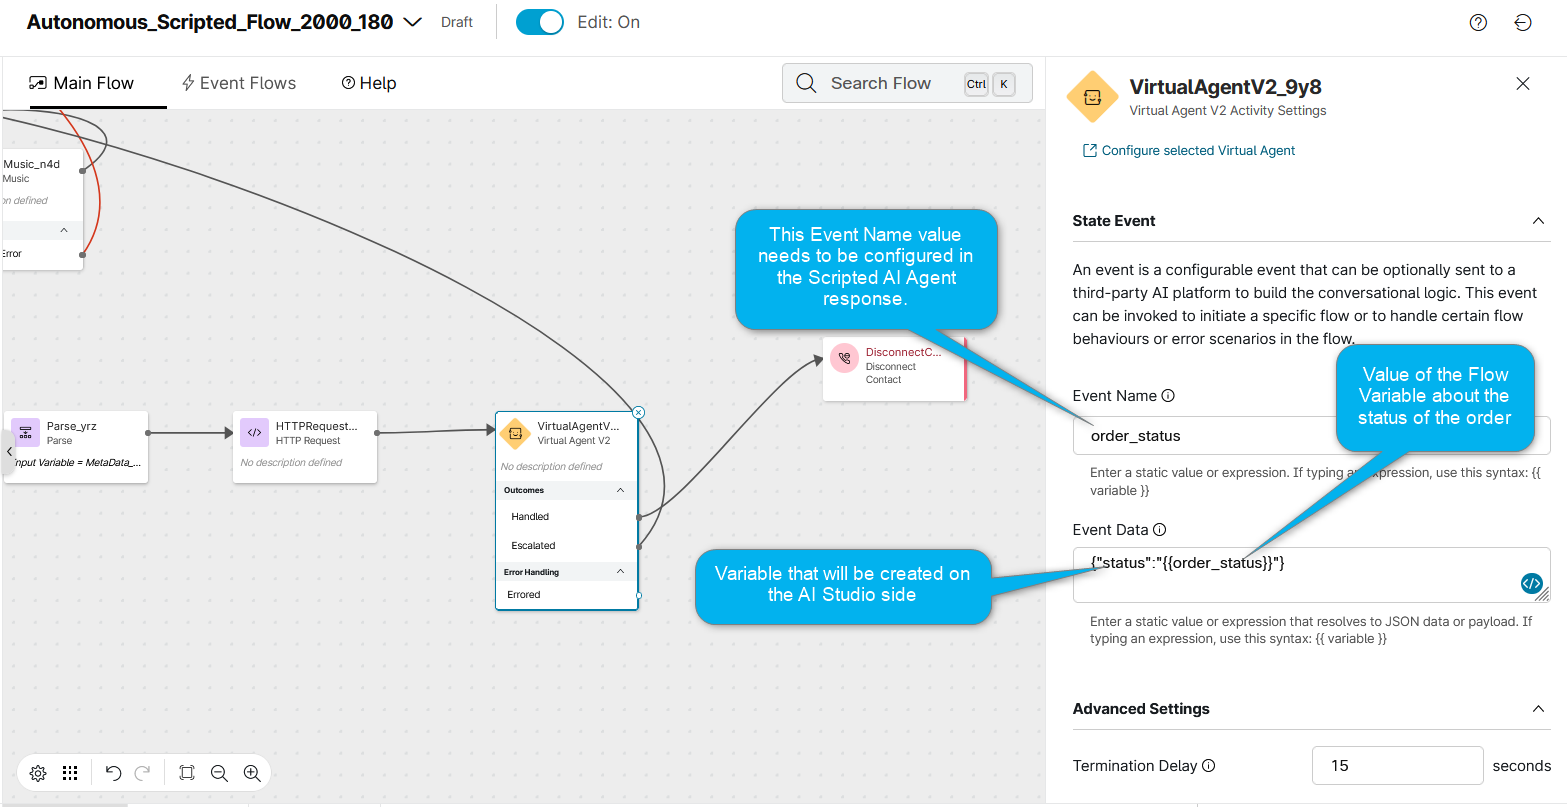 Autonomous_Scripted_Flow_2000_180
Draft
Edit: On
Main Flow
Event Flows
Help
Search Flow
Ctrl
K
Music_n4d
Music
on defined
Error
Parse_yrz
Parse
Input Variable = MetaData_...
HTTPRequest...
HTTP Request
No description defined
VirtualAgentV...
Virtual Agent V2
No description defined
Outcomes
Handled
Escalated
Error Handling
Errored
DisconnectC...
Disconnect
Contact
This Event Name value
needs to be configured in
the Scripted AI Agent
response.
Variable that will be created on
the AI Studio side
VirtualAgentV2_9y8
Virtual Agent V2 Activity Settings
Configure selected Virtual Agent
State Event
An event is a configurable event that can be optionally sent to a
third-party AI platform to build the conversational logic. This event
can be invoked to initiate a specific flow or to handle certain flow
behaviours or error scenarios in the flow.
Value of the Flow
Variable about the
status of the order
Event Name
order_status
Enter a static value or expression. If typing an expression, use this syntax: {{
variable }}
Event Data
{"status":"{{order_status}}"}
Enter a static value or expression that resolves to JSON data or payload. If
typing an expression, use this syntax: {{ variable }}
Advanced Settings
Termination Delay
15
seconds